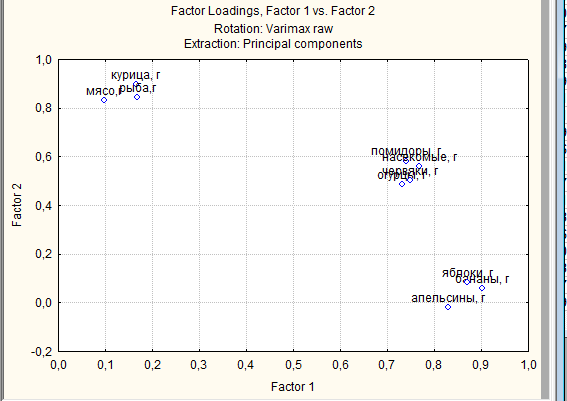 Factor Loadings, Factor 1 vs. Factor 2
Rotation: Varimax raw
Extraction: Principal components
1,0
0,8
0,6
0,4
0,2
0,0
-0,2
Factor 2
курица, г
рыба,г
мясо,г
помидоры, г
насекомые, г
червяки, г
огурцы, г
яблоки, г
бананы, г
апельсины, г
0,0 0,1 0,2 0,3 0,4 0,5 0,6 0,7 0,8 0,9 1,0
Factor 1